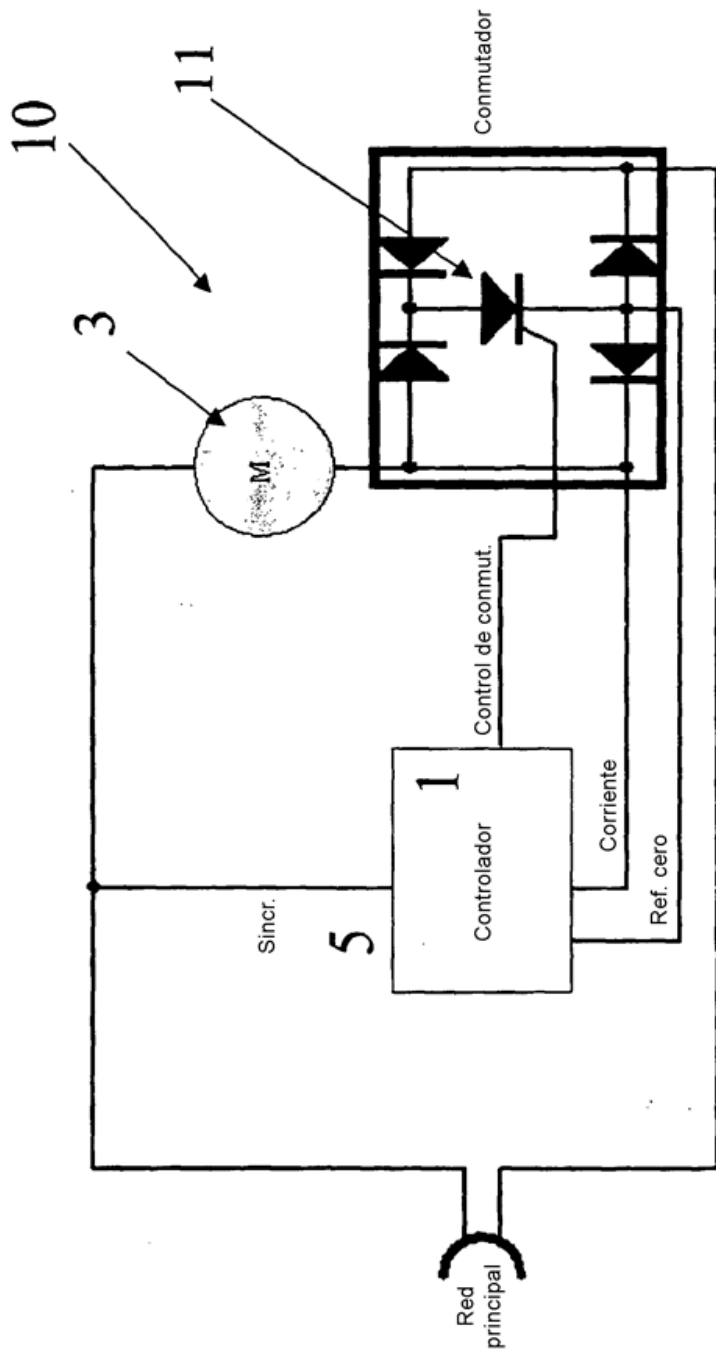 10
3
11
M
Conmutador
Control de conmut.
1
Controlador
5
Sincr.
Corriente
Ref. cero
Red
principal